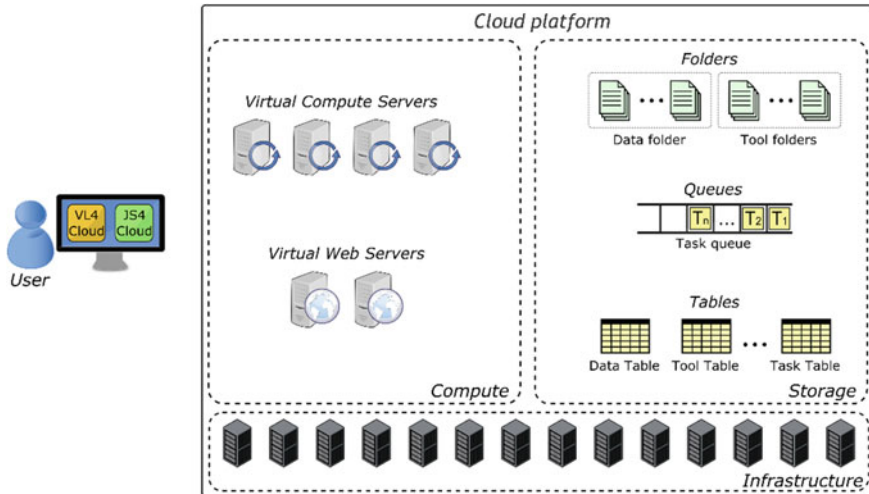 Cloud platform
Folders
Data folder
Tool folders
Virtual Compute Servers
Queues
Tn
...
T2
T1
Task queue
VL4
Cloud
JS4
Cloud
User
Virtual Web Servers
Tables
Data Table
Tool Table
Task Table
Compute
Storage
Infrastructure